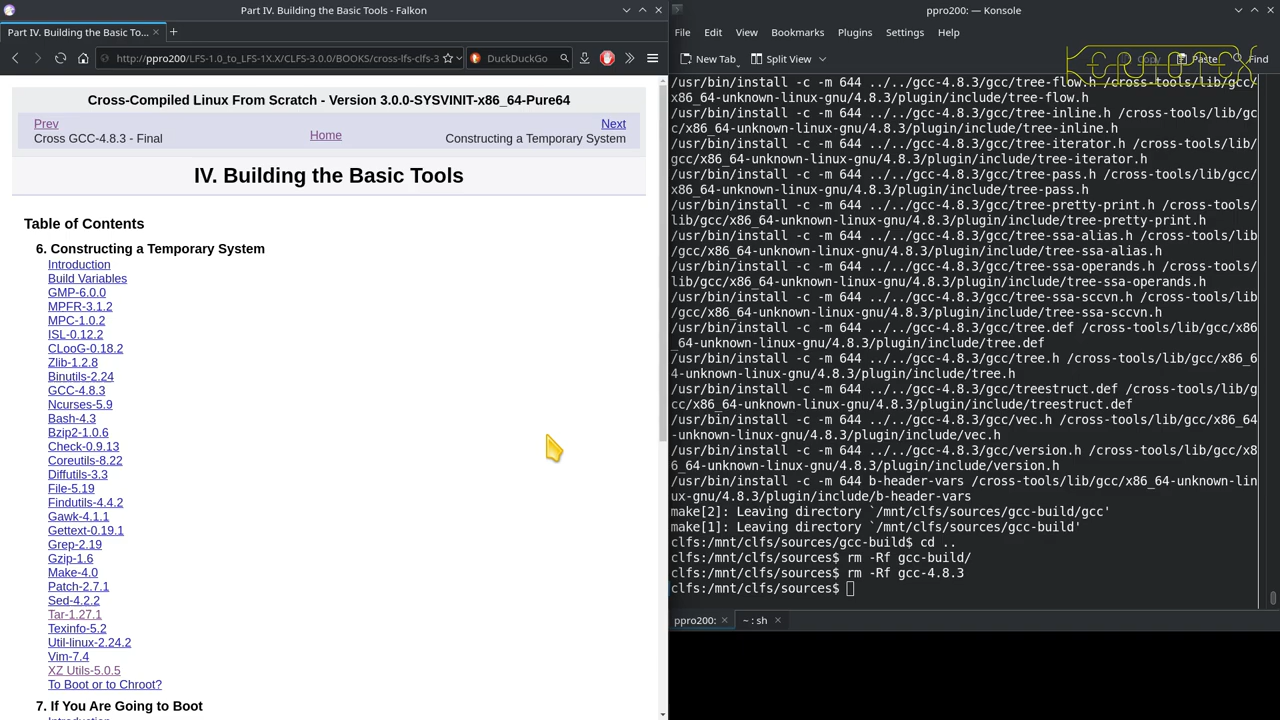 Part IV. Building the Basic Tools - Falkon
Part IV. Building the Basic To...
http://ppro200/LFS-1.0_to_LFS-1X.X/CLFS-3.0.0/BOOKS/cross-lfs-clfs-3
DuckDuckGo
Cross-Compiled Linux From Scratch - Version 3.0.0-SYSVINIT-x86_64-Pure64
Prev
Next
Cross GCC-4.8.3 - Final
Home
Constructing a Temporary System
IV. Building the Basic Tools
Table of Contents
6. Constructing a Temporary System
Introduction
Build Variables
GMP-6.0.0
MPFR-3.1.2
MPC-1.0.2
ISL-0.12.2
CLooG-0.18.2
Zlib-1.2.8
Binutils-2.24
GCC-4.8.3
Ncurses-5.9
Bash-4.3
Bzip2-1.0.6
Check-0.9.13
Coreutils-8.22
Diffutils-3.3
File-5.19
Findutils-4.4.2
Gawk-4.1.1
Gettext-0.19.1
Grep-2.19
Gzip-1.6
Make-4.0
Patch-2.7.1
Sed-4.2.2
Tar-1.27.1
Texinfo-5.2
Util-linux-2.24.2
Vim-7.4
XZ Utils-5.0.5
To Boot or to Chroot?
7. If You Are Going to Boot
ppro200: — Konsole
File Edit View Bookmarks Plugins Settings Help
New Tab Split View Copy Paste Find
/usr/bin/install -c -m 644 ../../gcc-4.8.3/gcc/tree-flow.h /cross-tools/lib/gcc/
x86_64-unknown-linux-gnu/4.8.3/plugin/include/tree-flow.h
/usr/bin/install -c -m 644 ../../gcc-4.8.3/gcc/tree-inline.h /cross-tools/lib/gc
c/x86_64-unknown-linux-gnu/4.8.3/plugin/include/tree-inline.h
/usr/bin/install -c -m 644 ../../gcc-4.8.3/gcc/tree-iterator.h /cross-tools/lib/
gcc/x86_64-unknown-linux-gnu/4.8.3/plugin/include/tree-iterator.h
/usr/bin/install -c -m 644 ../../gcc-4.8.3/gcc/tree-pass.h /cross-tools/lib/gcc/
x86_64-unknown-linux-gnu/4.8.3/plugin/include/tree-pass.h
/usr/bin/install -c -m 644 ../../gcc-4.8.3/gcc/tree-pretty-print.h /cross-tools/
lib/gcc/x86_64-unknown-linux-gnu/4.8.3/plugin/include/tree-pretty-print.h
/usr/bin/install -c -m 644 ../../gcc-4.8.3/gcc/tree-ssa-alias.h /cross-tools/lib
/gcc/x86_64-unknown-linux-gnu/4.8.3/plugin/include/tree-ssa-alias.h
/usr/bin/install -c -m 644 ../../gcc-4.8.3/gcc/tree-ssa-operands.h /cross-tools/
lib/gcc/x86_64-unknown-linux-gnu/4.8.3/plugin/include/tree-ssa-operands.h
/usr/bin/install -c -m 644 ../../gcc-4.8.3/gcc/tree-ssa-sccvn.h /cross-tools/lib
/gcc/x86_64-unknown-linux-gnu/4.8.3/plugin/include/tree-ssa-sccvn.h
/usr/bin/install -c -m 644 ../../gcc-4.8.3/gcc/tree.def /cross-tools/lib/gcc/x86
_64-unknown-linux-gnu/4.8.3/plugin/include/tree.def
/usr/bin/install -c -m 644 ../../gcc-4.8.3/gcc/tree.h /cross-tools/lib/gcc/x86_6
4-unknown-linux-gnu/4.8.3/plugin/include/tree.h
/usr/bin/install -c -m 644 ../../gcc-4.8.3/gcc/treestruct.def /cross-tools/lib/g
cc/x86_64-unknown-linux-gnu/4.8.3/plugin/include/treestruct.def
/usr/bin/install -c -m 644 ../../gcc-4.8.3/gcc/vec.h /cross-tools/lib/gcc/x86_64
-unknown-linux-gnu/4.8.3/plugin/include/vec.h
/usr/bin/install -c -m 644 ../../gcc-4.8.3/gcc/version.h /cross-tools/lib/gcc/x8
6_64-unknown-linux-gnu/4.8.3/plugin/include/version.h
/usr/bin/install -c -m 644 b-header-vars /cross-tools/lib/gcc/x86_64-unknown-lin
ux-gnu/4.8.3/plugin/include/b-header-vars
make[2]: Leaving directory `/mnt/clfs/sources/gcc-build/gcc'
make[1]: Leaving directory `/mnt/clfs/sources/gcc-build'
clfs:/mnt/clfs/sources/gcc-build$ cd ..
clfs:/mnt/clfs/sources$ rm -Rf gcc-build/
clfs:/mnt/clfs/sources$ rm -Rf gcc-4.8.3
clfs:/mnt/clfs/sources$
ppro200:
~ : sh